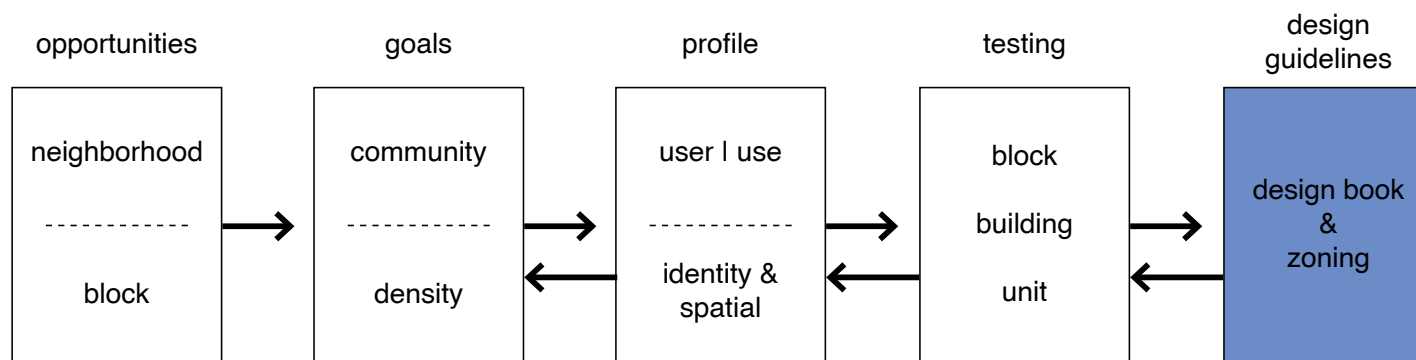 opportunities
neighborhood
block
goals
community
density
profile
user | use
identity &
spatial
testing
block
building
unit
design
guidelines
design book
&
zoning